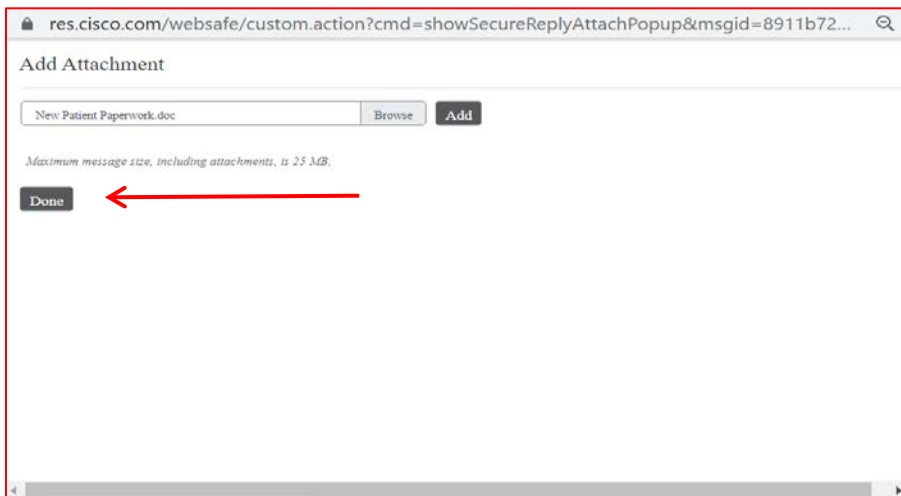 res.cisco.com/websafe/custom.action?cmd=showSecureReplyAttachPopup&msgid=8911b72...
Add Attachment
New Patient Paperwork.doc Browse Add
Maximum message size, including attachments, is 25 MB.
Done